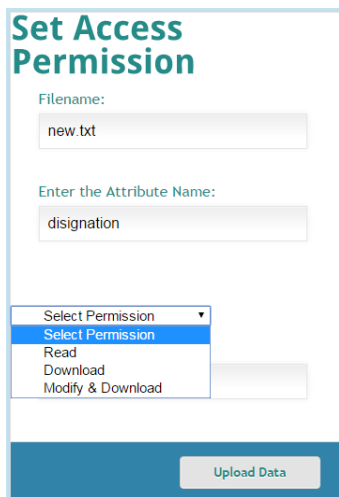 Set Access
Permission
Filename:
new.txt
Enter the Attribute Name:
disignation
Select Permission
Select Permission
Read
Download
Modify & Download
Upload Data